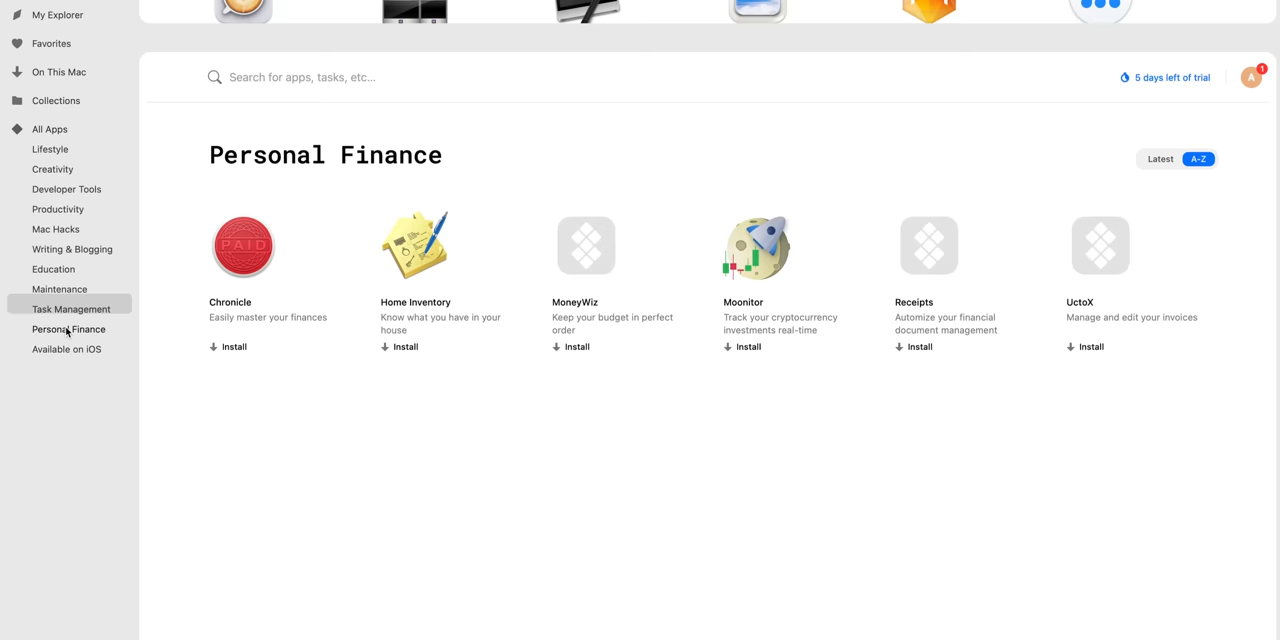 My Explorer
Favorites
On This Mac
Collections
All Apps
Lifestyle
Creativity
Developer Tools
Productivity
Mac Hacks
Writing & Blogging
Education
Maintenance
Task Management
Personal Finance
Available on iOS
Search for apps, tasks, etc...
5 days left of trial
A
1
Personal Finance
Latest
A-Z
PAID
Chronicle
Easily master your finances
Install
Home Inventory
Know what you have in your
house
Install
MoneyWiz
Keep your budget in perfect
order
Install
Moonitor
Track your cryptocurrency
investments real-time
Install
Receipts
Automize your financial
document management
Install
UctoX
Manage and edit your invoices
Install